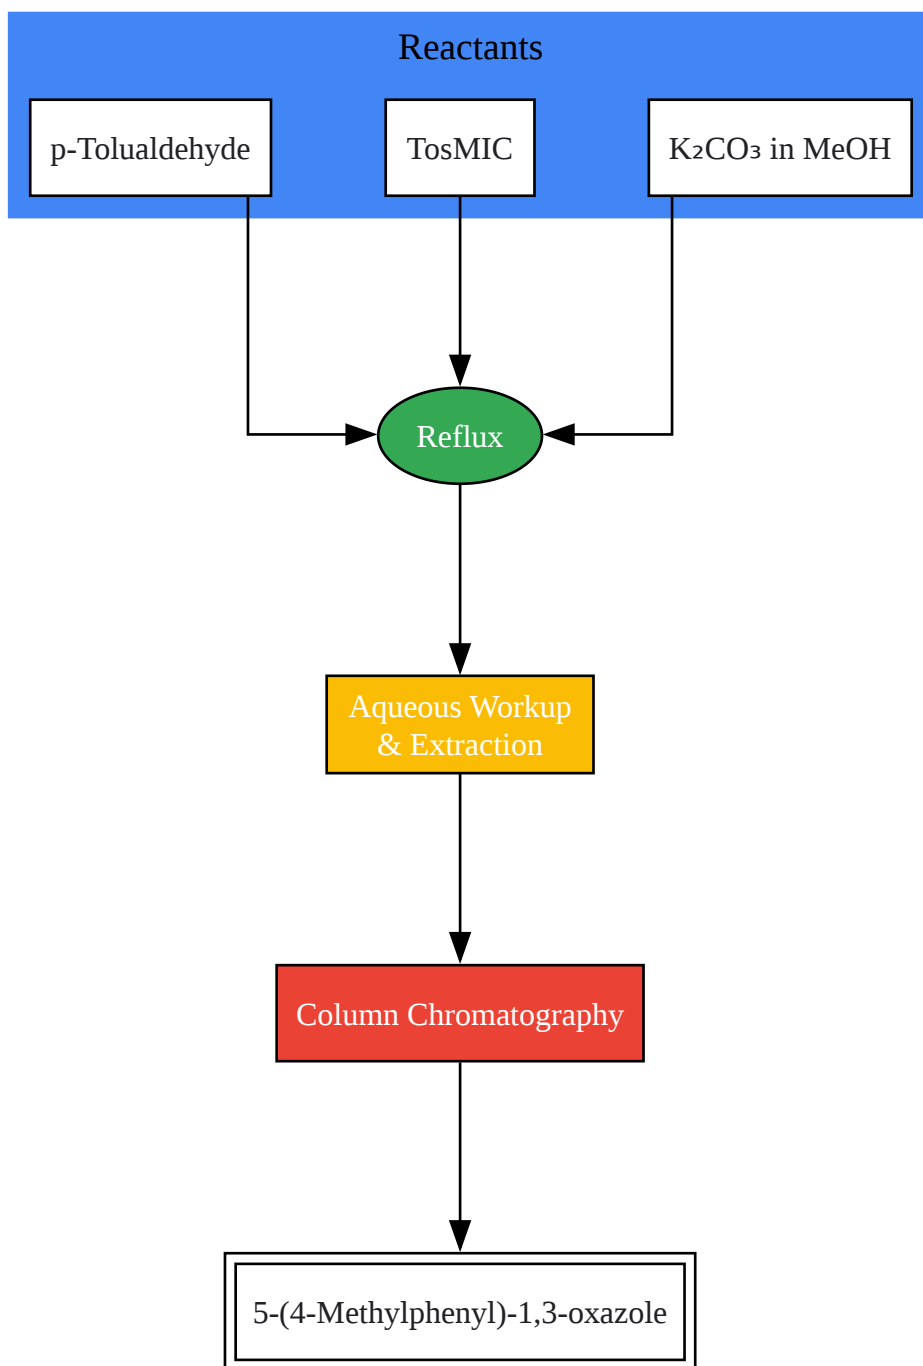 Reactants
p-Tolualdehyde
TosMIC
K₂CO₃ in MeOH
Reflux
Aqueous Workup
& Extraction
Column Chromatography
5-(4-Methylphenyl)-1,3-oxazole